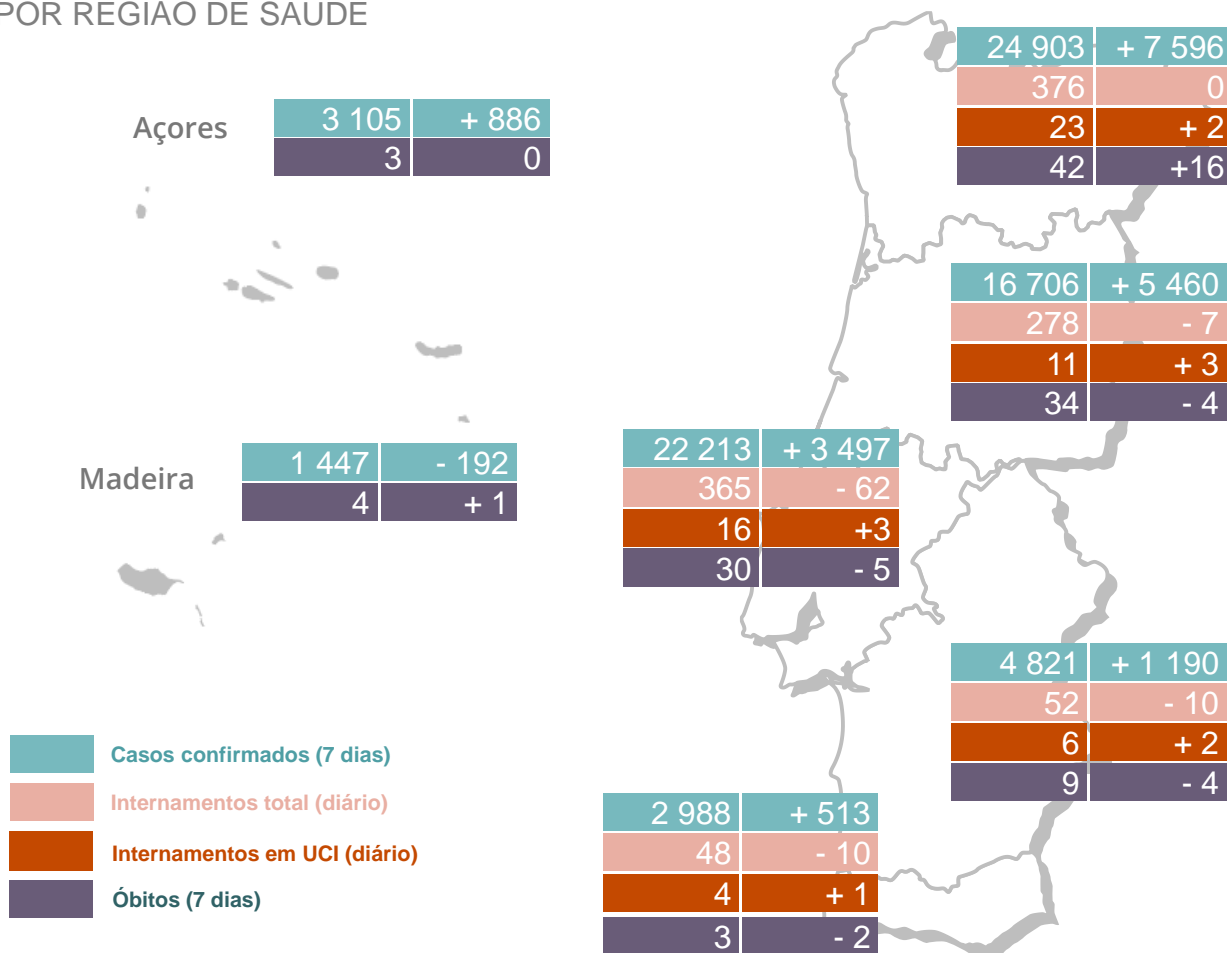 POR REGIÃO DE SAÚDE
24 903 + 7 596
376 0
23 + 2
42 +16
Açores
3 105 + 886
3 0
16 706 + 5 460
278 - 7
11 + 3
34 - 4
22 213 + 3 497
365 - 62
16 +3
30 - 5
Madeira
1 447 - 192
4 + 1
4 821 + 1 190
52 - 10
6 + 2
9 - 4
2 988 + 513
48 - 10
4 + 1
3 - 2
Casos confirmados (7 dias)
Internamentos total (diário)
Internamentos em UCI (diário)
Óbitos (7 dias)